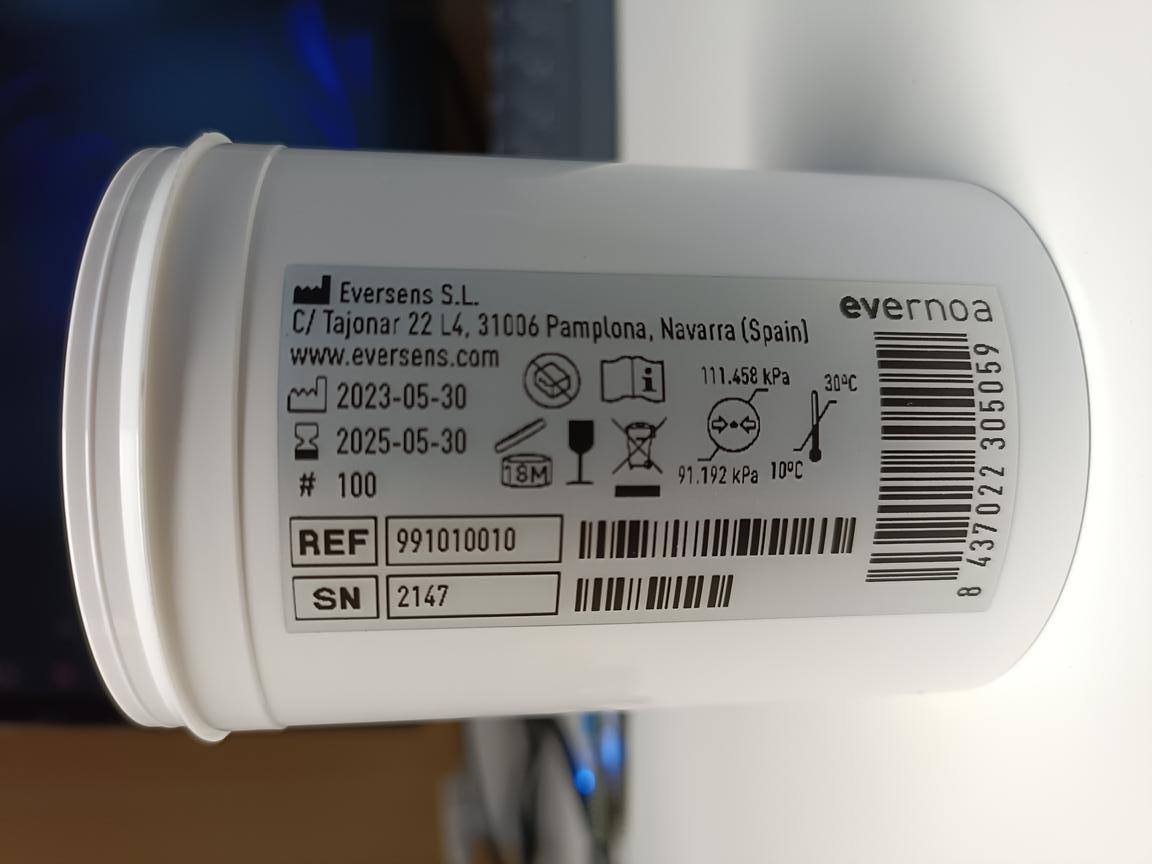 Eversens S.L.
C/ Tajonar 22 L4, 31006 Pamplona, Navarra (Spain)
www.eversens.com
2023-05-30
2025-05-30
# 100
18M
111.458 kPa
91.192 kPa
30ºC
10ºC
REF 991010010
SN 2147
evernoa
8 437022 305059